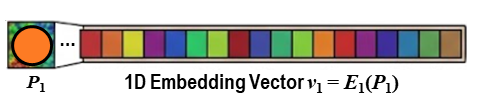 ...
P₁ 1D Embedding Vector v₁ = E₁(P₁)